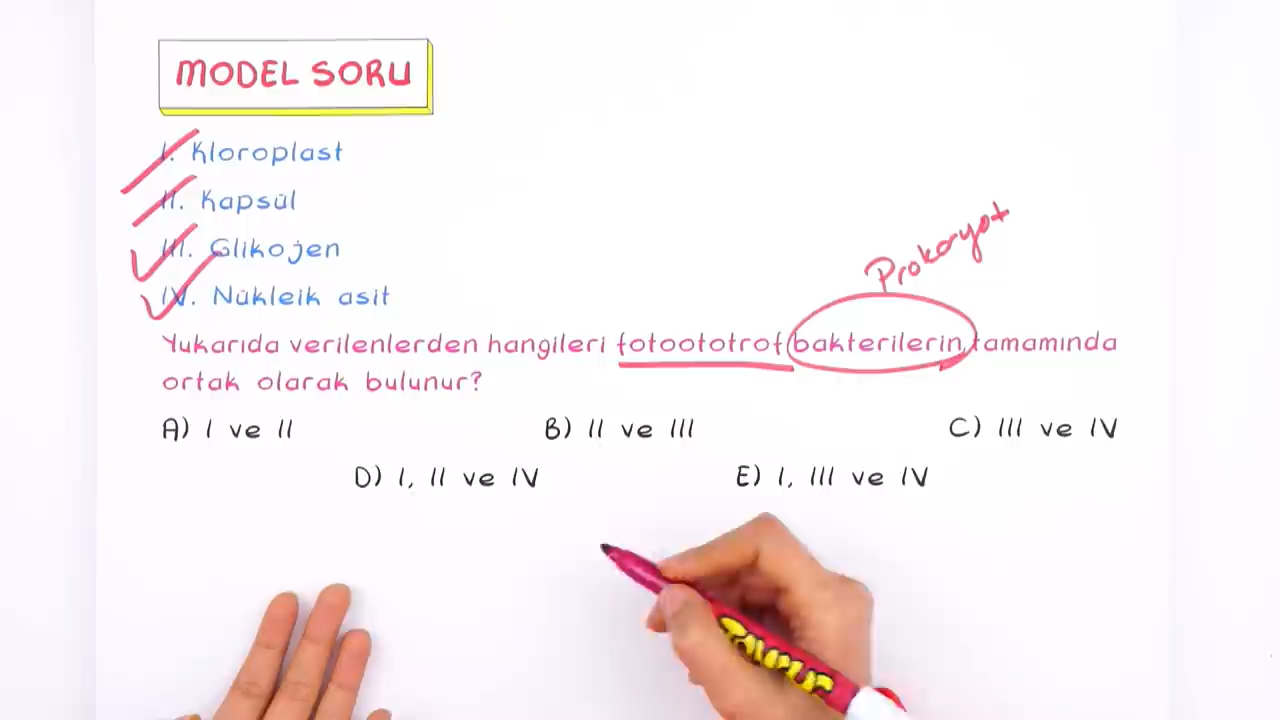 MODEL SORU
I. Kloroplast
II. Kapsül
III. Glikojen
IV. Nükleik asit
Prokaryot
Yukarıda verilenlerden hangileri fotoototrof bakterilerin tamamında
ortak olarak bulunur?
A) I ve II
B) II ve III
C) III ve IV
D) I, II ve IV
E) I, III ve IV